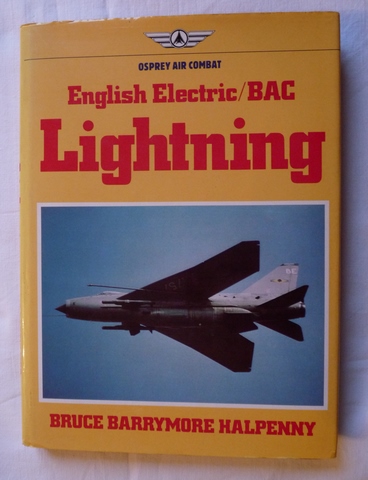 OSPREY AIR COMBAT
English Electric/BAC
Lightning
BRUCE BARRYMORE HALPENNY